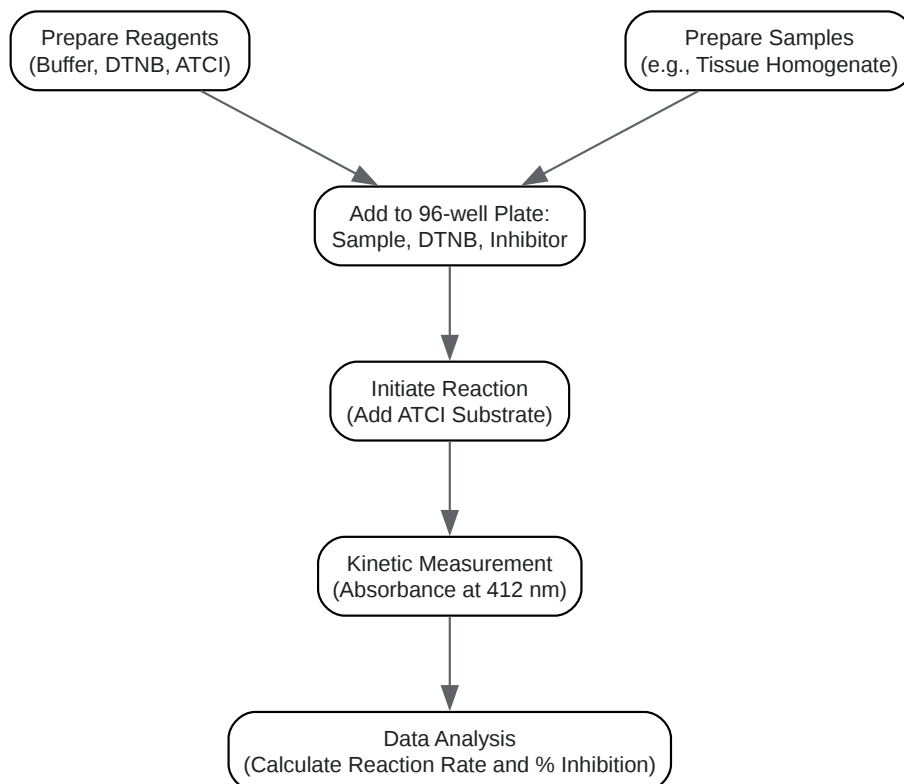 Prepare Reagents
(Buffer, DTNB, ATCI)
Prepare Samples
(e.g., Tissue Homogenate)
Add to 96-well Plate:
Sample, DTNB, Inhibitor
Initiate Reaction
(Add ATCI Substrate)
Kinetic Measurement
(Absorbance at 412 nm)
Data Analysis
(Calculate Reaction Rate and % Inhibition)